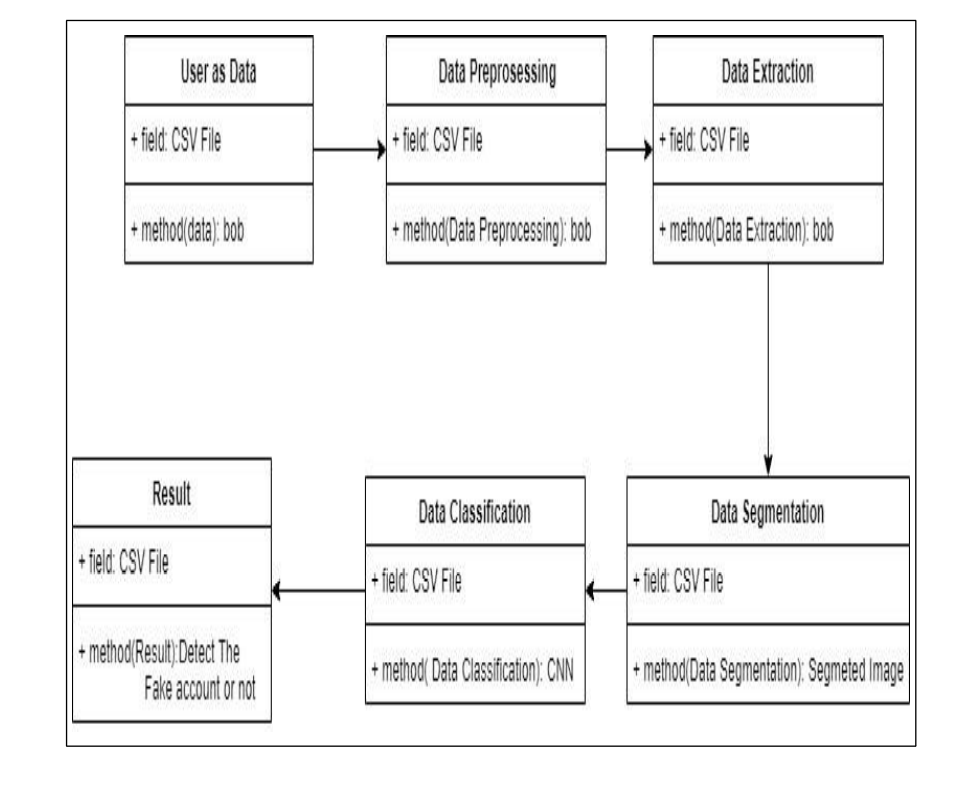 User as Data
+ field: CSV File
+ method(data): bob
Data Preprosessing
+ field: CSV File
+ method(Data Preprocessing): bob
Data Extraction
+ field: CSV File
+ method(Data Extraction): bob
Data Segmentation
+ field: CSV File
+ method(Data Segmentation): Segmeted Image
Data Classification
+ field: CSV File
+ method( Data Classification): CNN
Result
+ field: CSV File
+ method(Result):Detect The
Fake account or not